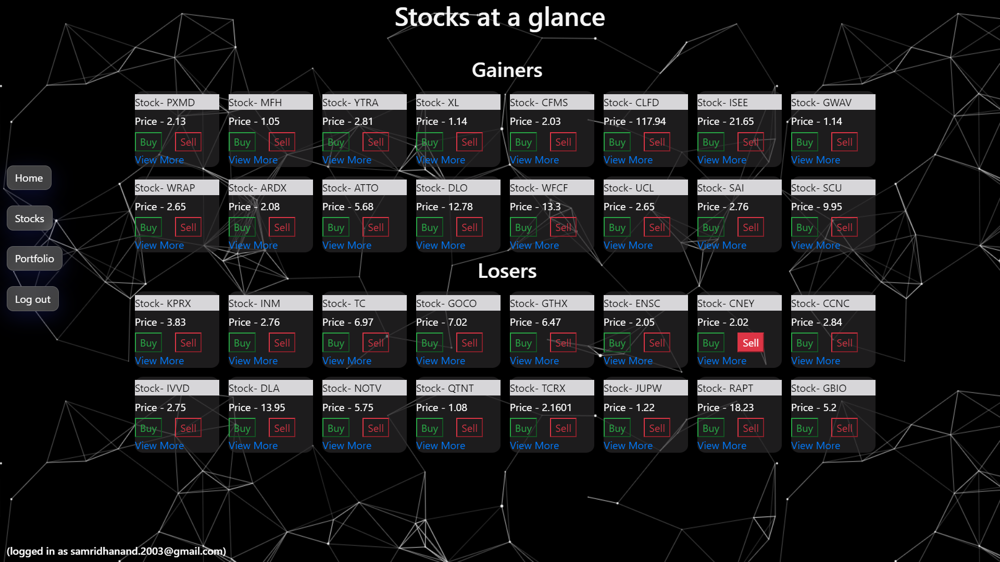 Stocks at a glance
Gainers
Stock- PXMD Stock- MFH Stock- YTRA Stock- XL Stock- CFMS Stock- CLFD Stock- ISEE Stock- GWAV
Price - 2.13 Price - 1.05 Price - 2.81 Price - 1.14 Price - 2.03 Price - 117.94 Price - 21.65 Price - 1.14
Buy Sell Buy Sell Buy Sell Buy Sell Buy Sell Buy Sell Buy Sell Buy Sell
View More View More View More View More View More View More View More View More
Home
Stock- WRAP Stock- ARDX Stock- ATTO Stock- DLO Stock- WFCF Stock- UCL Stock- SAI Stock- SCU
Price - 2.65 Price - 2.08 Price - 5.68 Price - 12.78 Price - 13.3 Price - 2.65 Price - 2.76 Price - 9.95
Stocks
Buy Sell Buy Sell Buy Sell Buy Sell Buy Sell Buy Sell Buy Sell Buy Sell
View More View More View More View More View More View More View More View More
Portfolio
Losers
Log out
Stock- KPRX Stock- INM Stock- TC Stock- GOCO Stock- GTHX Stock- ENSC Stock- CNEY Stock- CCNC
Price - 3.83 Price - 2.76 Price - 6.97 Price - 7.02 Price - 6.47 Price - 2.05 Price - 2.02 Price - 2.84
Buy Sell Buy Sell Buy Sell Buy Sell Buy Sell Buy Sell Buy Sell Buy Sell
View More View More View More View More View More View More View More View More
Stock- IVVD Stock- DLA Stock- NOTV Stock- QTNT Stock- TCRX Stock- JUPW Stock- RAPT Stock- GBIO
Price - 2.75 Price - 13.95 Price - 5.75 Price - 1.08 Price - 2.1601 Price - 1.22 Price - 18.23 Price - 5.2
Buy Sell Buy Sell Buy Sell Buy Sell Buy Sell Buy Sell Buy Sell Buy Sell
View More View More View More View More View More View More View More View More
(logged in as samridhanand.2003@gmail.com)